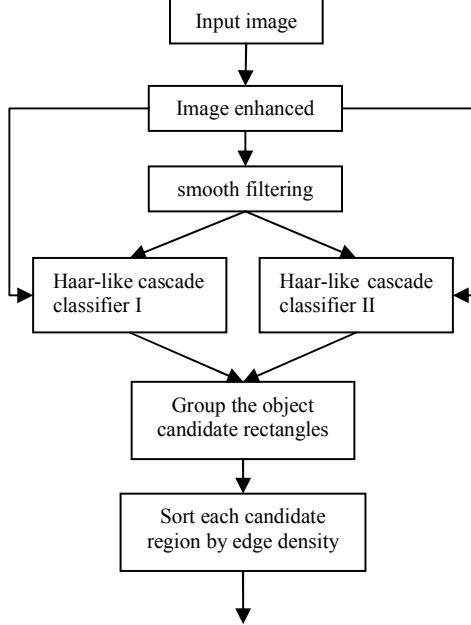 Input image
Image enhanced
smooth filtering
Haar-like cascade
classifier I
Haar-like cascade
classifier II
Group the object
candidate rectangles
Sort each candidate
region by edge density